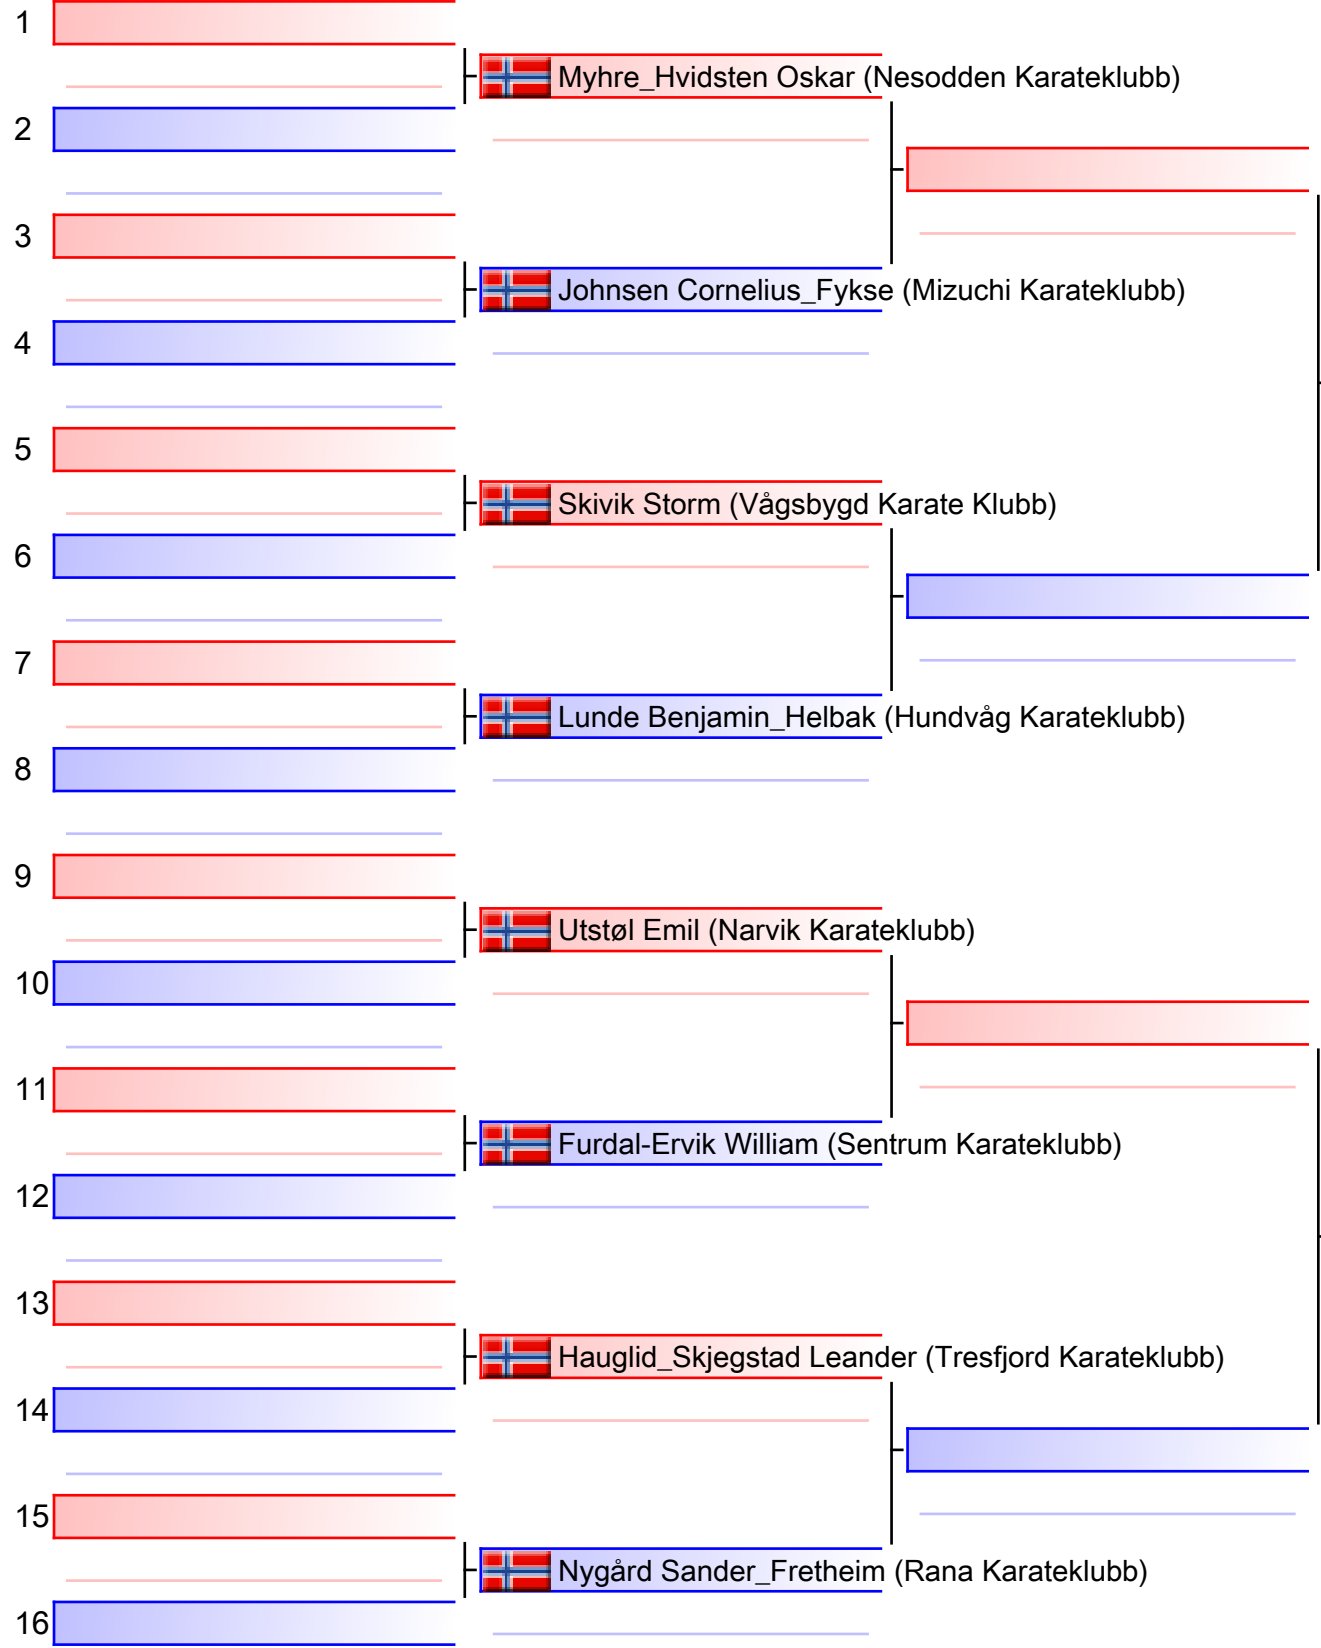 1
Myhre_Hvidsten Oskar (Nesodden Karateklubb)
2
3
Johnsen Cornelius_Fykse (Mizuchi Karateklubb)
4
5
Skivik Storm (Vågsbygd Karate Klubb)
6
7
Lunde Benjamin_Helbak (Hundvåg Karateklubb)
8
9
Utstøl Emil (Narvik Karateklubb)
10
11
Furdal-Ervik William (Sentrum Karateklubb)
12
13
Hauglid_Skjegstad Leander (Tresfjord Karateklubb)
14
15
Nygård Sander_Fretheim (Rana Karateklubb)
16